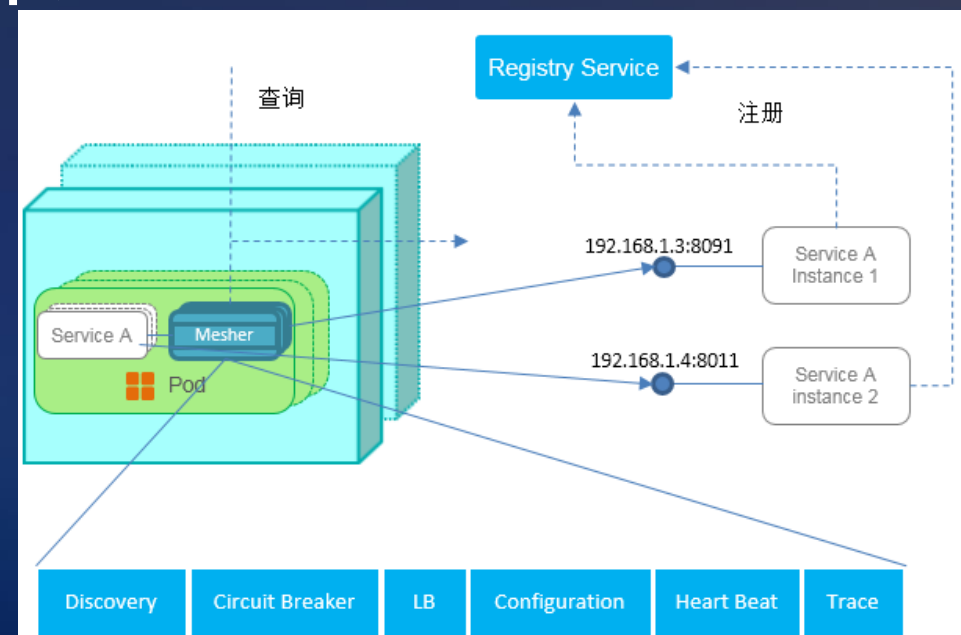 Registry Service
查询
注册
192.168.1.3:8091
Service A
Instance 1
Service A
Mesher
192.168.1.4:8011
Service A
instance 2
Pod
Discovery
Circuit Breaker
LB
Configuration
Heart Beat
Trace